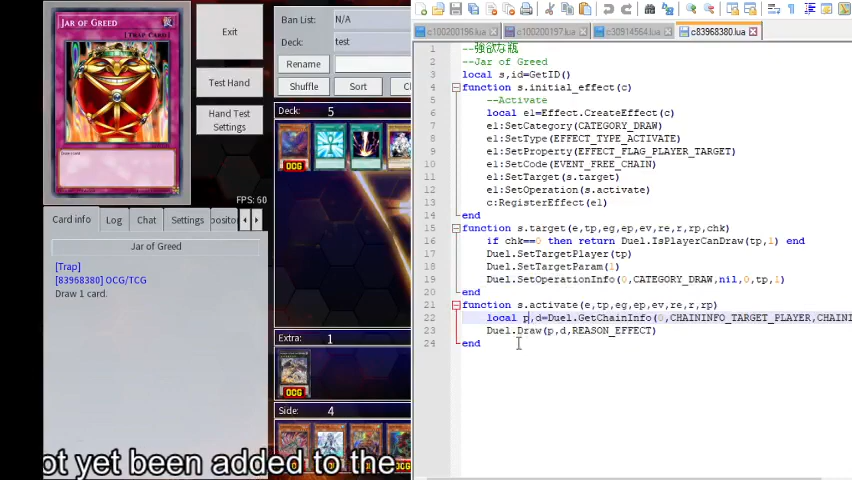 JAR OF GREED
[TRAP CARD]
Exit
Test Hand
Hand Test
Settings
FPS: 60
Card info
Log
Chat
Settings
positor
Jar of Greed
[Trap]
[83968380] OCG/TCG
Draw 1 card.
Ban List:
N/A
Deck:
test
Rename
Shuffle
Sort
Deck: 5
OCG
Extra: 1
OCG
Side: 4
ot yet been added to the
c100200196.lua
c100200197.lua
c30914564.lua
c83968380.lua
1 --強欲な瓶
2 --Jar of Greed
3 local s,id=GetID()
4 function s.initial_effect(c)
5 --Activate
6 local e1=Effect.CreateEffect(c)
7 e1:SetCategory(CATEGORY_DRAW)
8 e1:SetType(EFFECT_TYPE_ACTIVATE)
9 e1:SetProperty(EFFECT_FLAG_PLAYER_TARGET)
10 e1:SetCode(EVENT_FREE_CHAIN)
11 e1:SetTarget(s.target)
12 e1:SetOperation(s.activate)
13 c:RegisterEffect(e1)
14 end
15 function s.target(e,tp,eg,ep,ev,re,r,rp,chk)
16 if chk==0 then return Duel.IsPlayerCanDraw(tp,1) end
17 Duel.SetTargetPlayer(tp)
18 Duel.SetTargetParam(1)
19 Duel.SetOperationInfo(0,CATEGORY_DRAW,nil,0,tp,1)
20 end
21 function s.activate(e,tp,eg,ep,ev,re,r,rp)
22 local p,d=Duel.GetChainInfo(0,CHAININFO_TARGET_PLAYER,CHAINI
23 Duel.Draw(p,d,REASON_EFFECT)
24 end